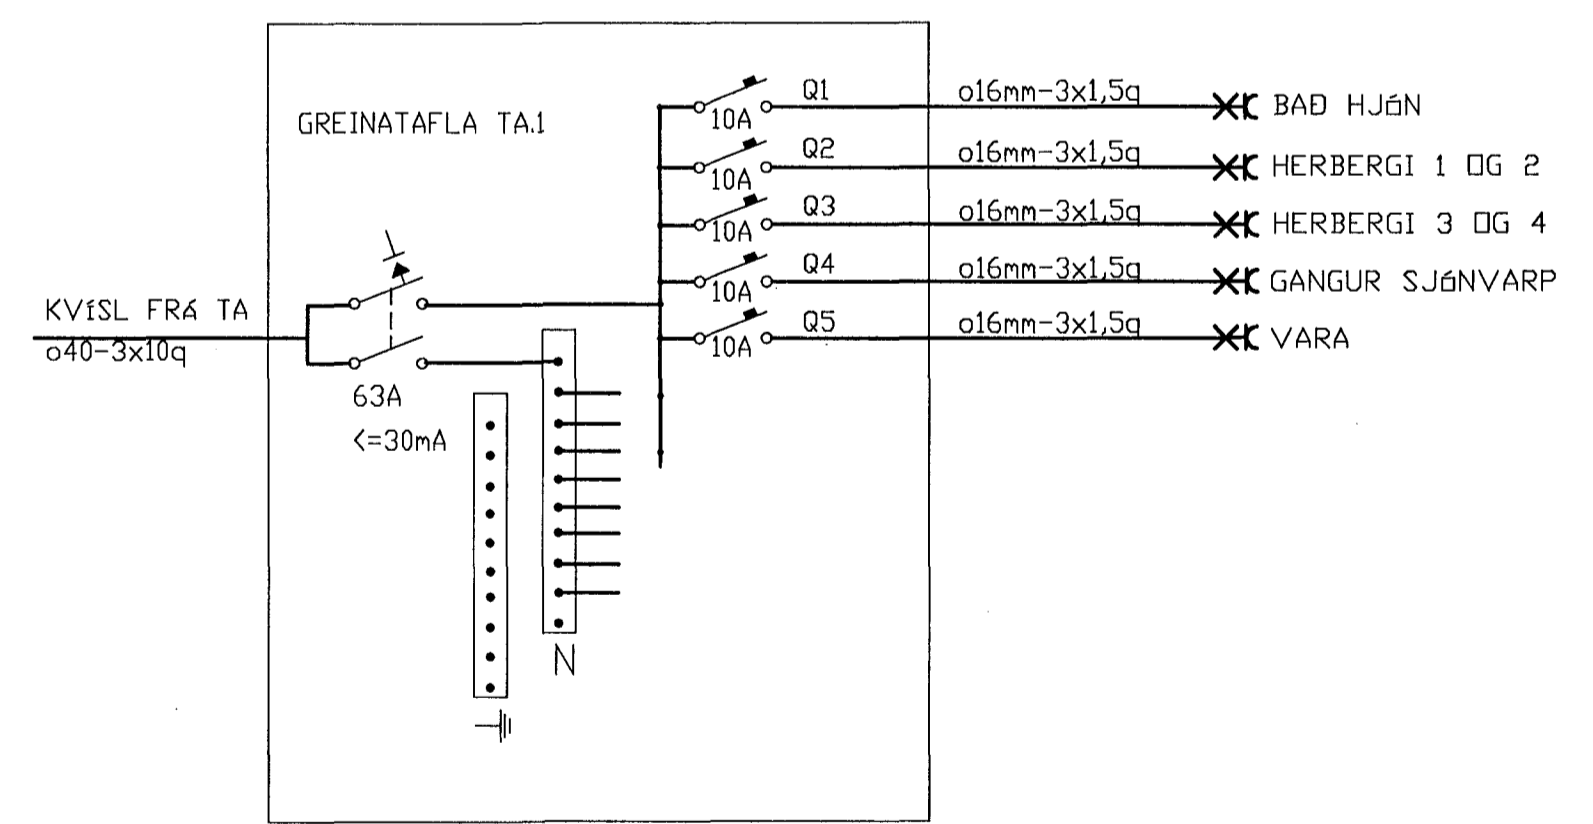 GREINATAFLA TA.1
KVíSL FRá TA
o40-3x10q
63A
<=30mA
N
Q1
10A
o16mm-3x1,5q
BAÐ HJóN
Q2
10A
o16mm-3x1,5q
HERBERGI 1 OG 2
Q3
10A
o16mm-3x1,5q
HERBERGI 3 OG 4
Q4
10A
o16mm-3x1,5q
GANGUR SJóNVARP
Q5
10A
o16mm-3x1,5q
VARA